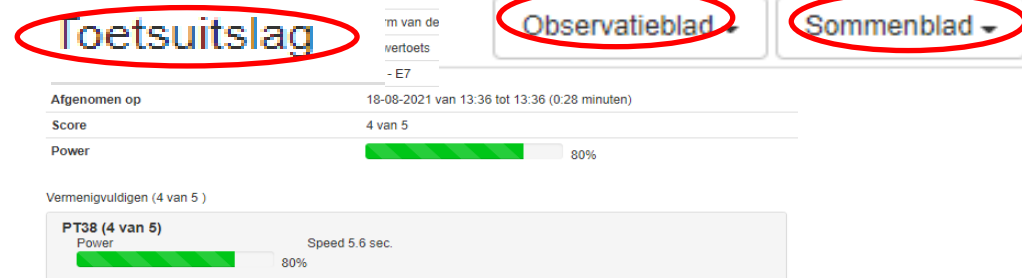 Toetsuitslag
Observatieblad
Sommenblad
rm van de
wertoets
- E7
Afgenomen op 18-08-2021 van 13:36 tot 13:36 (0:28 minuten)
Score 4 van 5
Power 80%
Vermenigvuldigen (4 van 5 )
PT38 (4 van 5)
Power Speed 5.6 sec.
80%